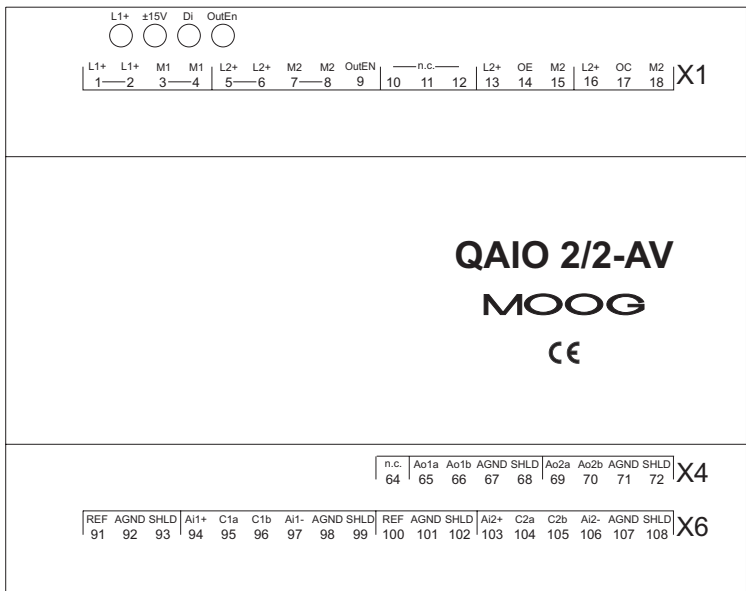 L1+ ±15V Di OutEn
L1+ L1+ M1 M1 L2+ L2+ M2 M2 OutEN n.c. L2+ OE M2 L2+ OC M2
1 2 3 4 5 6 7 8 9 10 11 12 13 14 15 16 17 18 X1
QAIO 2/2-AV
MOOG
CE
n.c. Ao1a Ao1b AGND SHLD Ao2a Ao2b AGND SHLD
64 65 66 67 68 69 70 71 72 X4
REF AGND SHLD Ai1+ C1a C1b Ai1- AGND SHLD REF AGND SHLD Ai2+ C2a C2b Ai2- AGND SHLD
91 92 93 94 95 96 97 98 99 100 101 102 103 104 105 106 107 108 X6